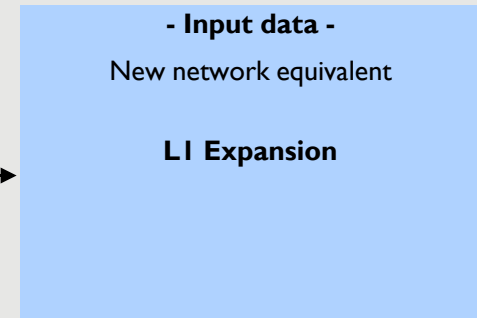 - Input data -
New network equivalent
L1 Expansion